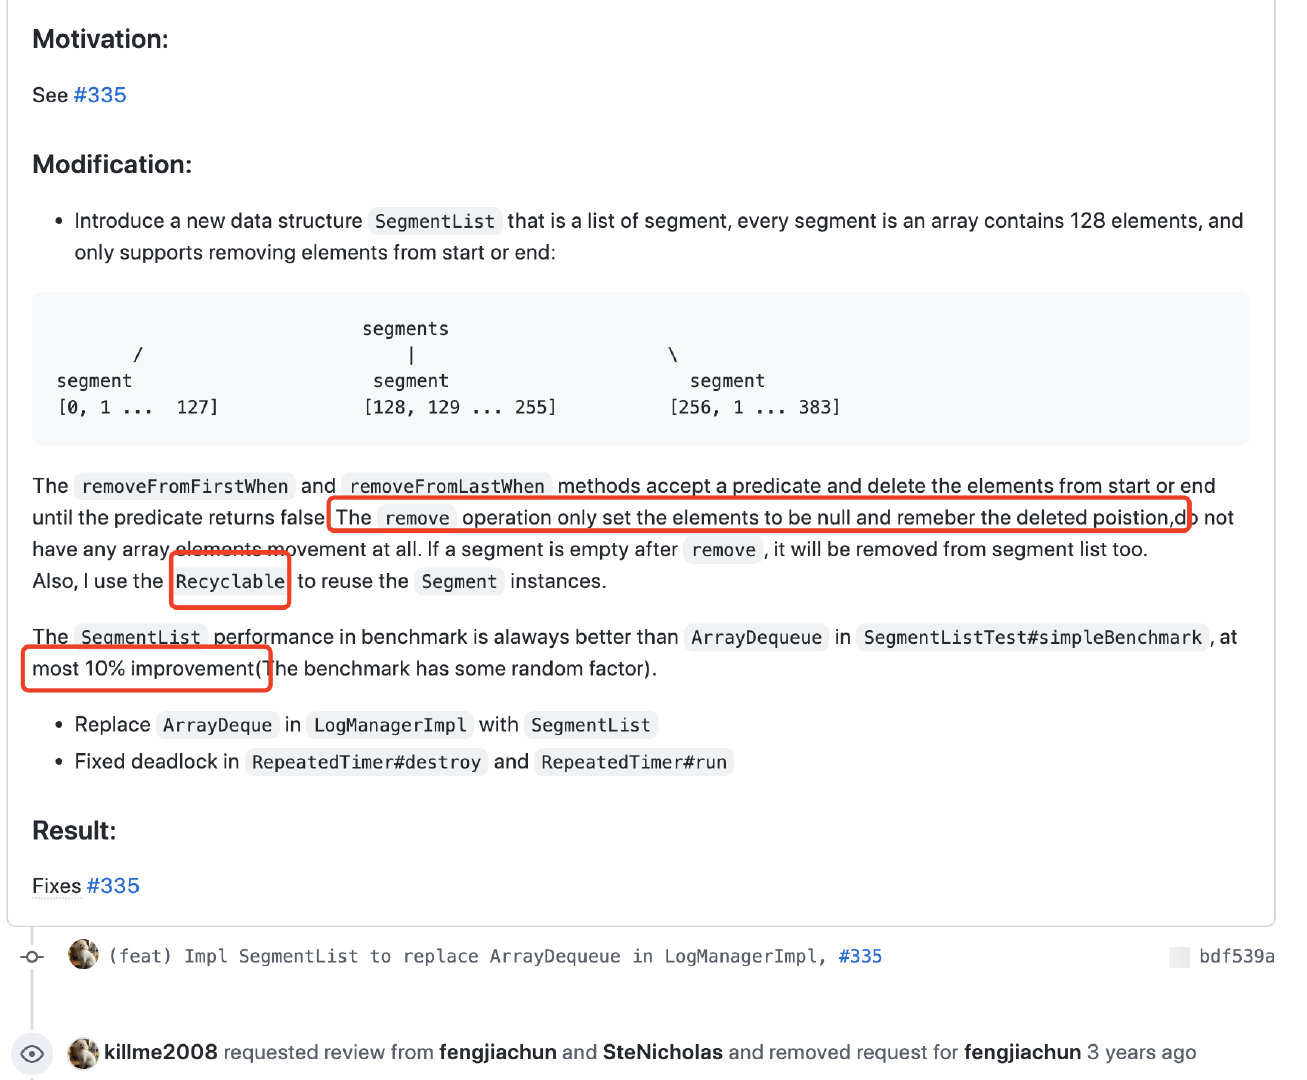 Motivation:
See #335
Modification:
• Introduce a new data structure SegmentList that is a list of segment, every segment is an array contains 128 elements, and
only supports removing elements from start or end:
segments
/ | \
segment segment segment
[0, 1 ... 127] [128, 129 ... 255] [256, 1 ... 383]
The removeFromFirstWhen and removeFromLastWhen methods accept a predicate and delete the elements from start or end
until the predicate returns false The remove operation only set the elements to be null and remeber the deleted poistion,do not
have any array elements movement at all. If a segment is empty after remove, it will be removed from segment list too.
Also, I use the Recyclable to reuse the Segment instances.
The SegmentList performance in benchmark is alaways better than ArrayDequeue in SegmentListTest#simpleBenchmark, at
most 10% improvement(The benchmark has some random factor).
• Replace ArrayDeque in LogManagerImpl with SegmentList
• Fixed deadlock in RepeatedTimer#destroy and RepeatedTimer#run
Result:
Fixes #335
(feat) Impl SegmentList to replace ArrayDequeue in LogManagerImpl, #335 bdf539a
killme2008 requested review from fengjiachun and SteNicholas and removed request for fengjiachun 3 years ago